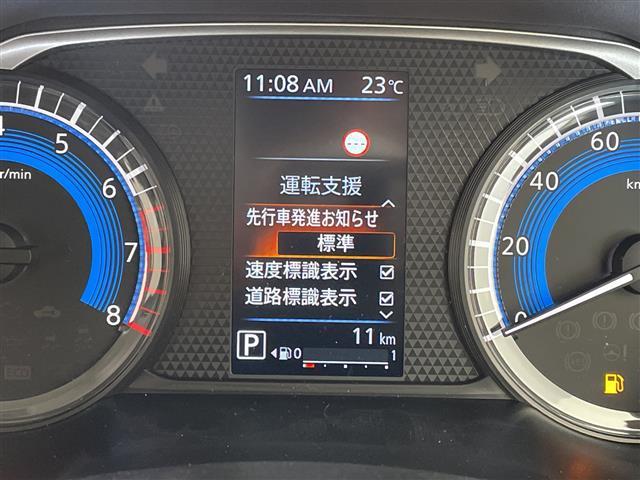 11:08 AM 23℃
運転支援
先行車発進お知らせ
標準
速度標識表示
道路標識表示
11 km
P 0 1
4 5 6 7 8
r/min
0 20 40 60
km
ECO